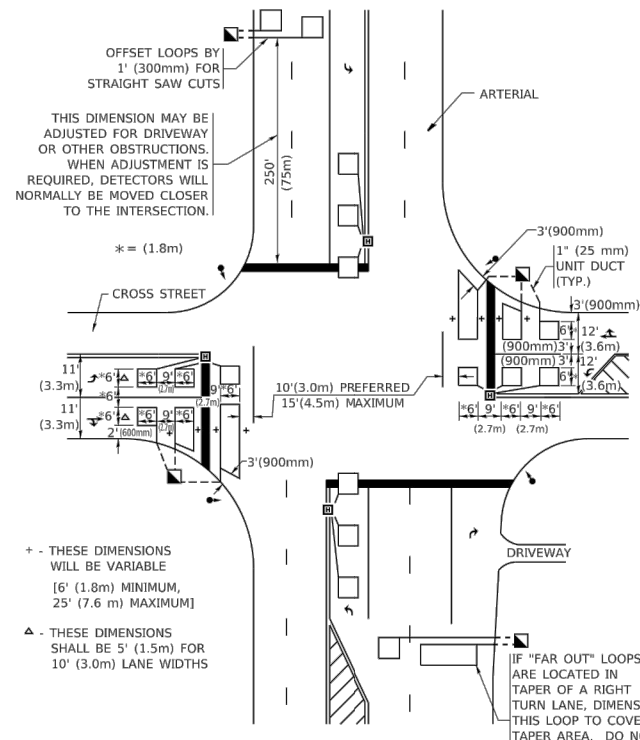 OFFSET LOOPS BY
1' (300mm) FOR
STRAIGHT SAW CUTS
THIS DIMENSION MAY BE
ADJUSTED FOR DRIVEWAY
OR OTHER OBSTRUCTIONS.
WHEN ADJUSTMENT IS
REQUIRED, DETECTORS WILL
NORMALLY BE MOVED CLOSER
TO THE INTERSECTION.
250'
(75m)
ARTERIAL
* = (1.8m)
CROSS STREET
H
3'(900mm)
1" (25 mm)
UNIT DUCT
(TYP.)
3'(900mm)
6' * 12'
(900mm) 3' (3.6m)
(900mm) 3' 12'
6' *
(3.6m)
H
*6' 9' *6' 9' *6'
(2.7m) (2.7m)
H
11'
(3.3m)
*6' Δ *6' 9' *6' 9' *6'
(2.7m)
(2.7m)
*6'
11'
(3.3m)
*6' Δ *6' 9' *6'
(2.7m)
2' (600mm)
10'(3.0m) PREFERRED
15'(4.5m) MAXIMUM
3'(900mm)
H
DRIVEWAY
+ - THESE DIMENSIONS
WILL BE VARIABLE
[6' (1.8m) MINIMUM,
25' (7.6 m) MAXIMUM]
Δ - THESE DIMENSIONS
SHALL BE 5' (1.5m) FOR
10' (3.0m) LANE WIDTHS
IF "FAR OUT" LOOPS
ARE LOCATED IN
TAPER OF A RIGHT
TURN LANE, DIMENS
THIS LOOP TO COVE
TAPER AREA. DO N